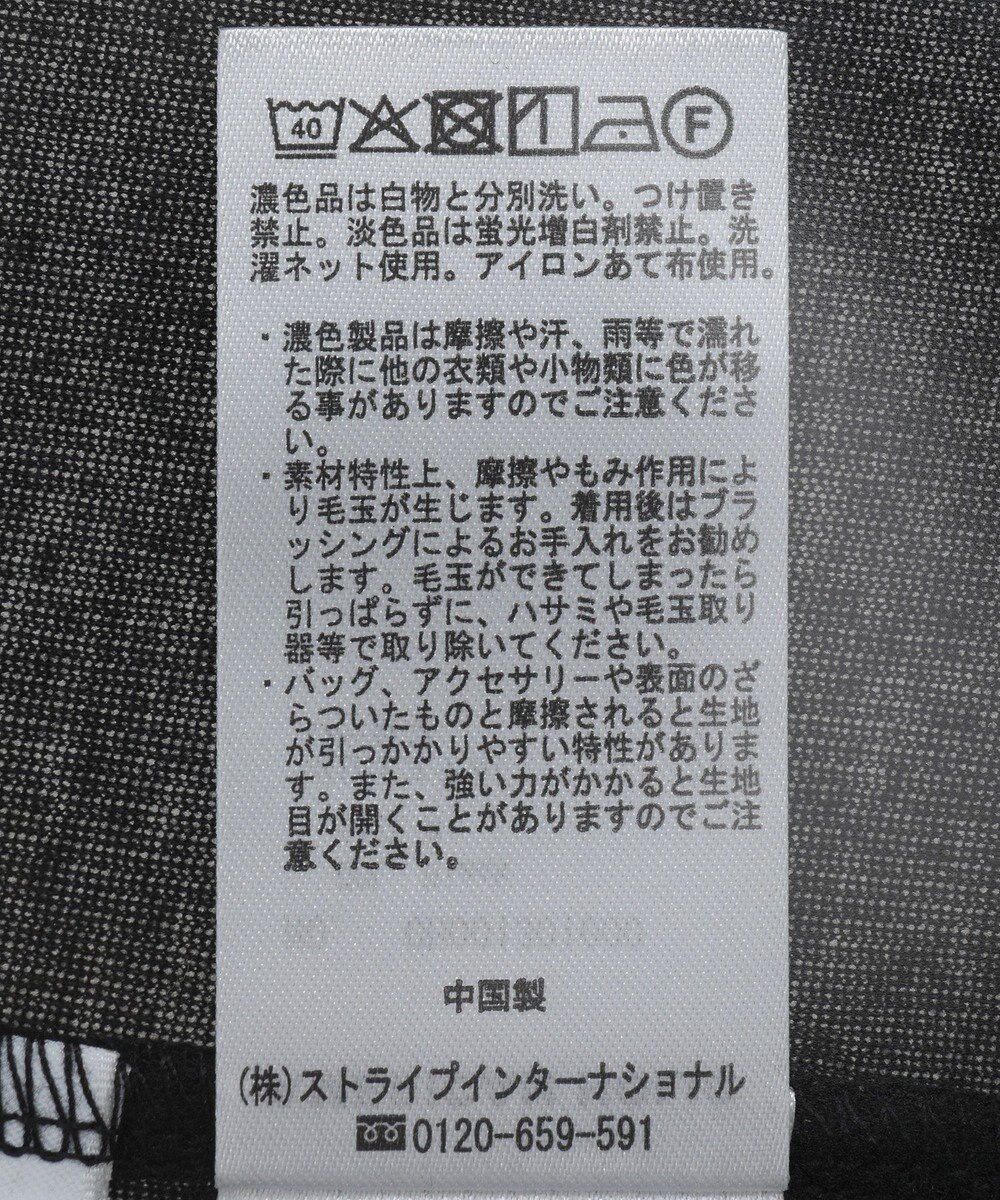 40 1 F
濃色品は白物と分別洗い。つけ置き
禁止。淡色品は蛍光増白剤禁止。洗
濯ネット使用。アイロンあて布使用。
・濃色製品は摩擦や汗、雨等で濡れ
た際に他の衣類や小物類に色が移
る事がありますのでご注意くださ
い。
・素材特性上、摩擦やもみ作用によ
り毛玉が生じます。着用後はブラ
ッシングによるお手入れをお勧め
します。毛玉ができてしまったら
引っぱらずに、ハサミや毛玉取り
器等で取り除いてください。
・バッグ、アクセサリーや表面のざ
らついたものと摩擦されると生地
が引っかかりやすい特性がありま
す。また、強い力がかかると生地
目が開くことがありますのでご注
意ください。
中国製
(株)ストライプインターナショナル
0120-659-591